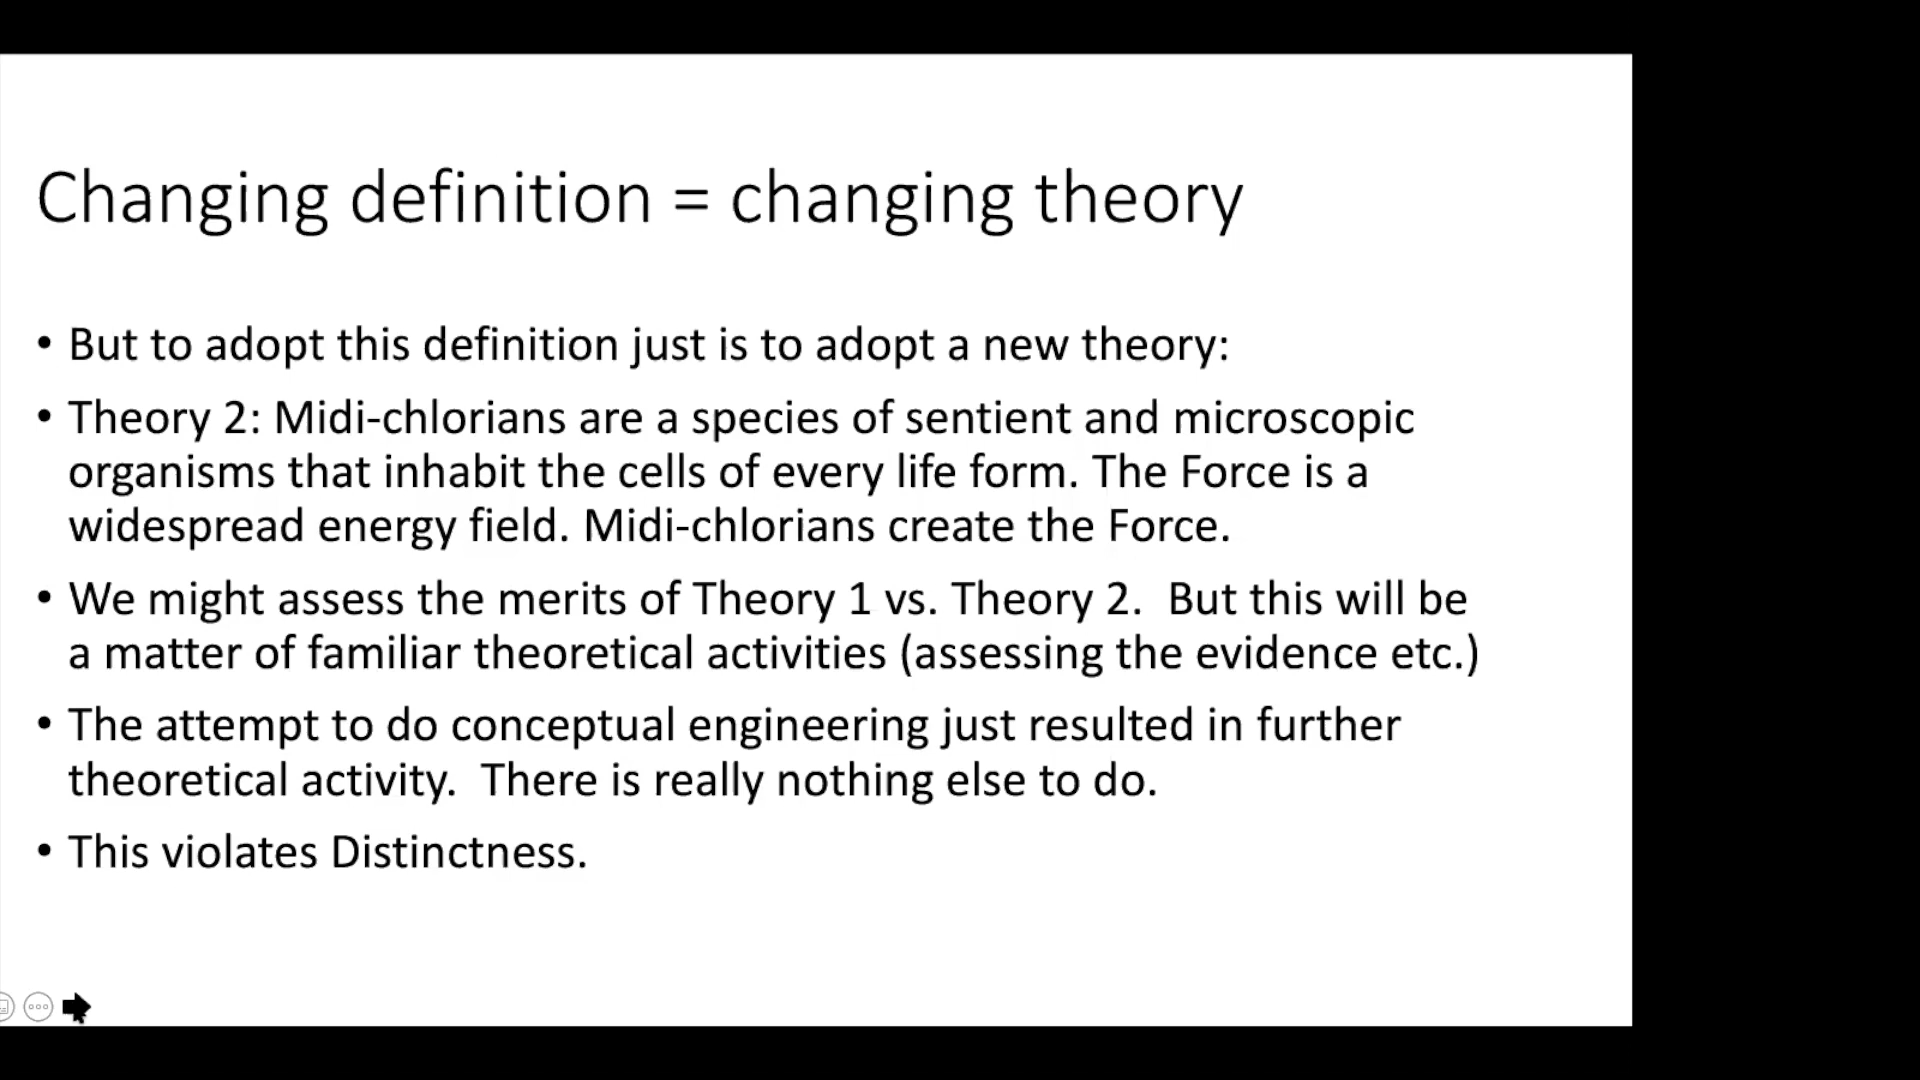 Changing definition = changing theory
• But to adopt this definition just is to adopt a new theory:
• Theory 2: Midi-chlorians are a species of sentient and microscopic
organisms that inhabit the cells of every life form. The Force is a
widespread energy field. Midi-chlorians create the Force.
• We might assess the merits of Theory 1 vs. Theory 2.  But this will be
a matter of familiar theoretical activities (assessing the evidence etc.)
• The attempt to do conceptual engineering just resulted in further
theoretical activity.  There is really nothing else to do.
• This violates Distinctness.